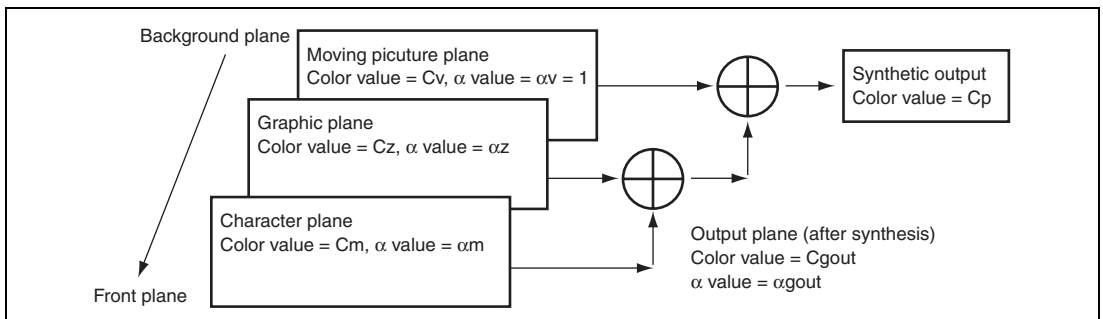 Background plane
Moving picuture plane
Color value = Cv, α value = αv = 1
Graphic plane
Color value = Cz, α value = αz
Character plane
Color value = Cm, α value = αm
Front plane
Synthetic output
Color value = Cp
Output plane (after synthesis)
Color value = Cgout
α value = αgout